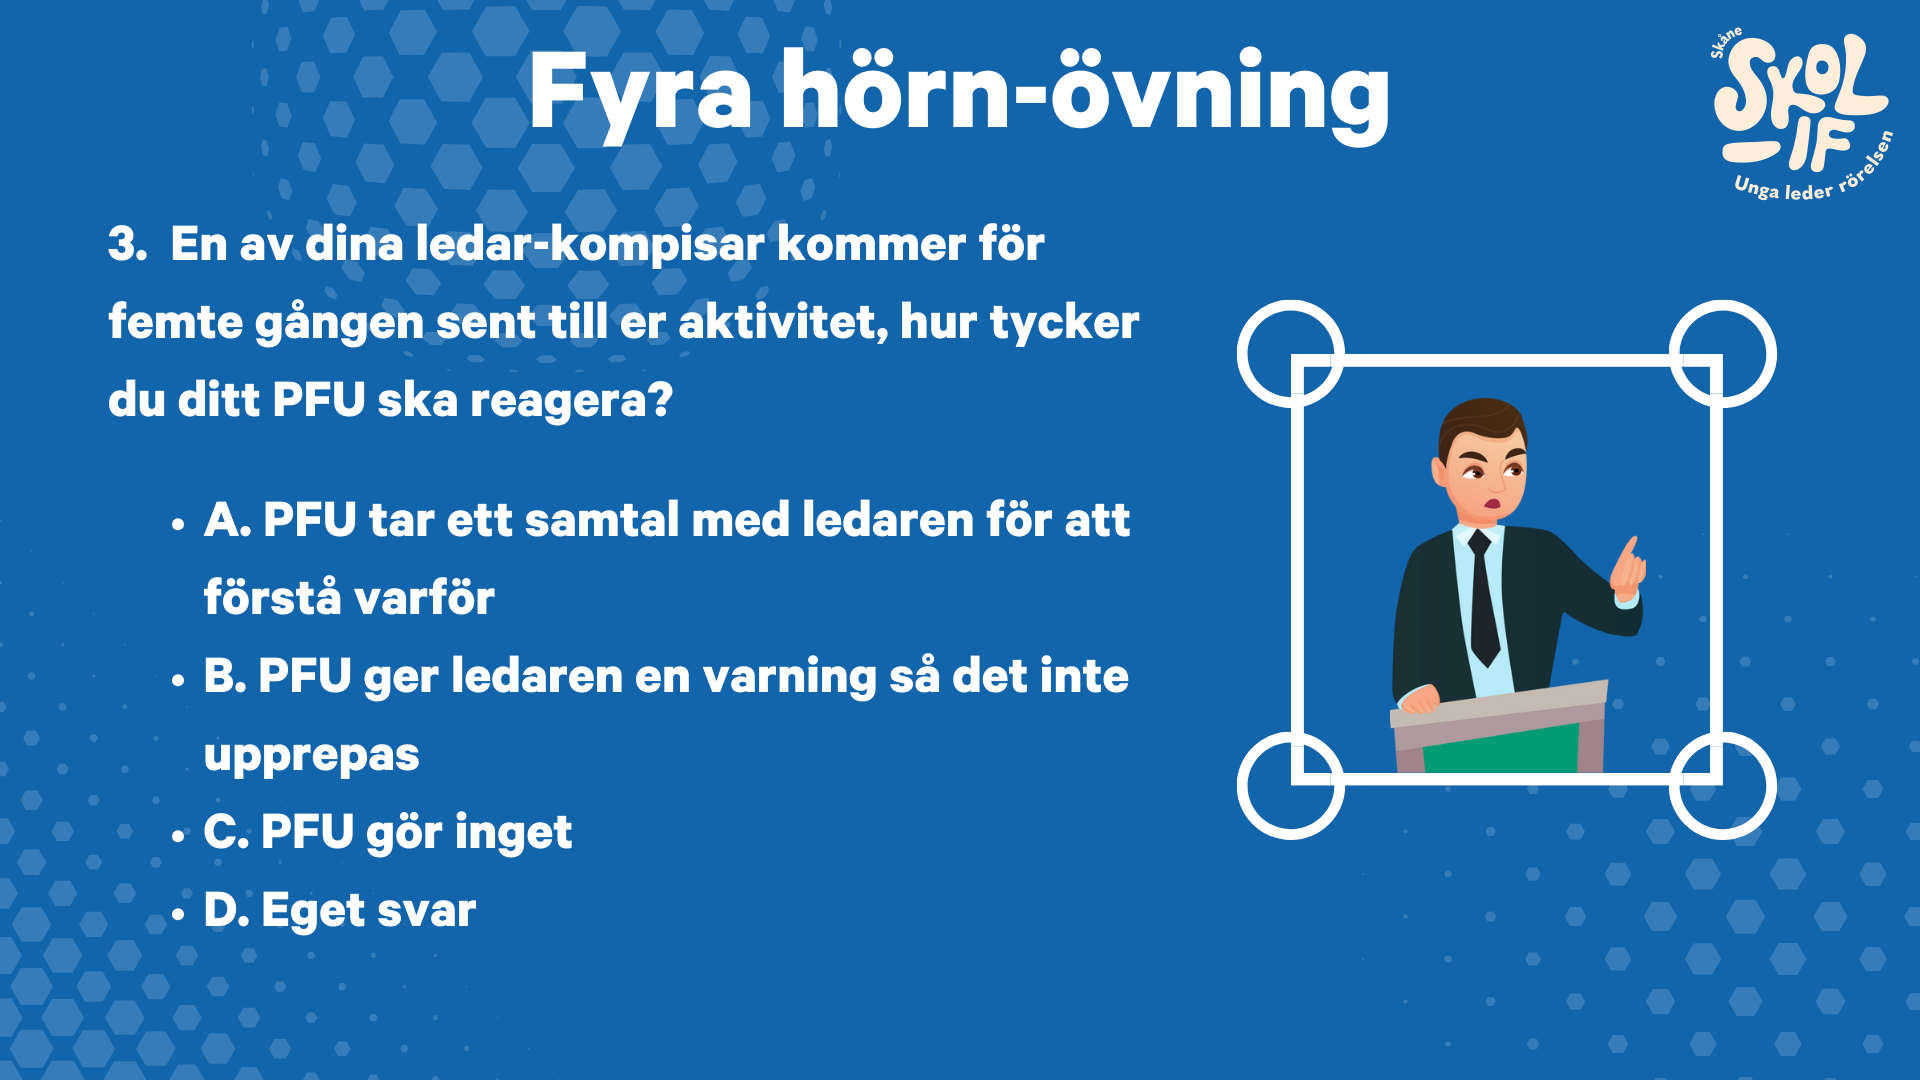 Fyra hörn-övning
Skåne
SKOL
-IF
Unga leder rörelsen
3. En av dina ledar-kompisar kommer för
femte gången sent till er aktivitet, hur tycker
du ditt PFU ska reagera?
• A. PFU tar ett samtal med ledaren för att
förstå varför
• B. PFU ger ledaren en varning så det inte
upprepas
• C. PFU gör inget
• D. Eget svar